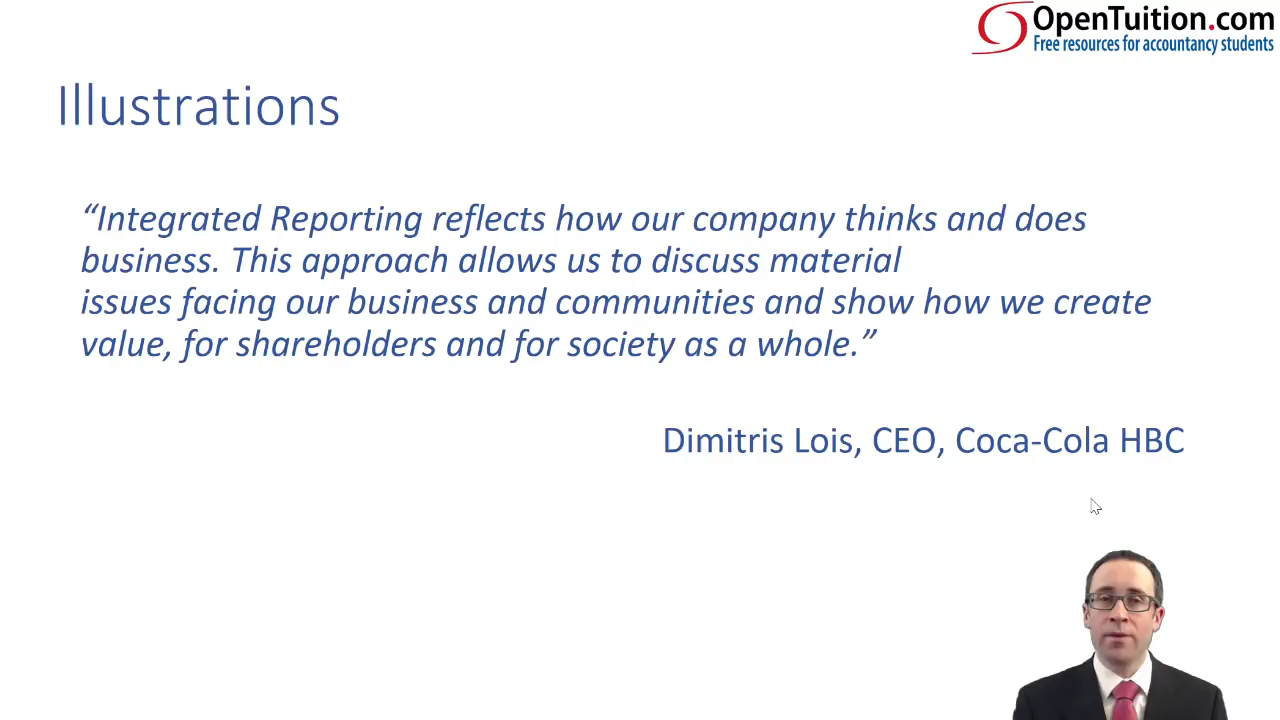 OpenTuition.com
Free resources for accountancy students
Illustrations
“Integrated Reporting reflects how our company thinks and does
business. This approach allows us to discuss material
issues facing our business and communities and show how we create
value, for shareholders and for society as a whole.”
Dimitris Lois, CEO, Coca-Cola HBC